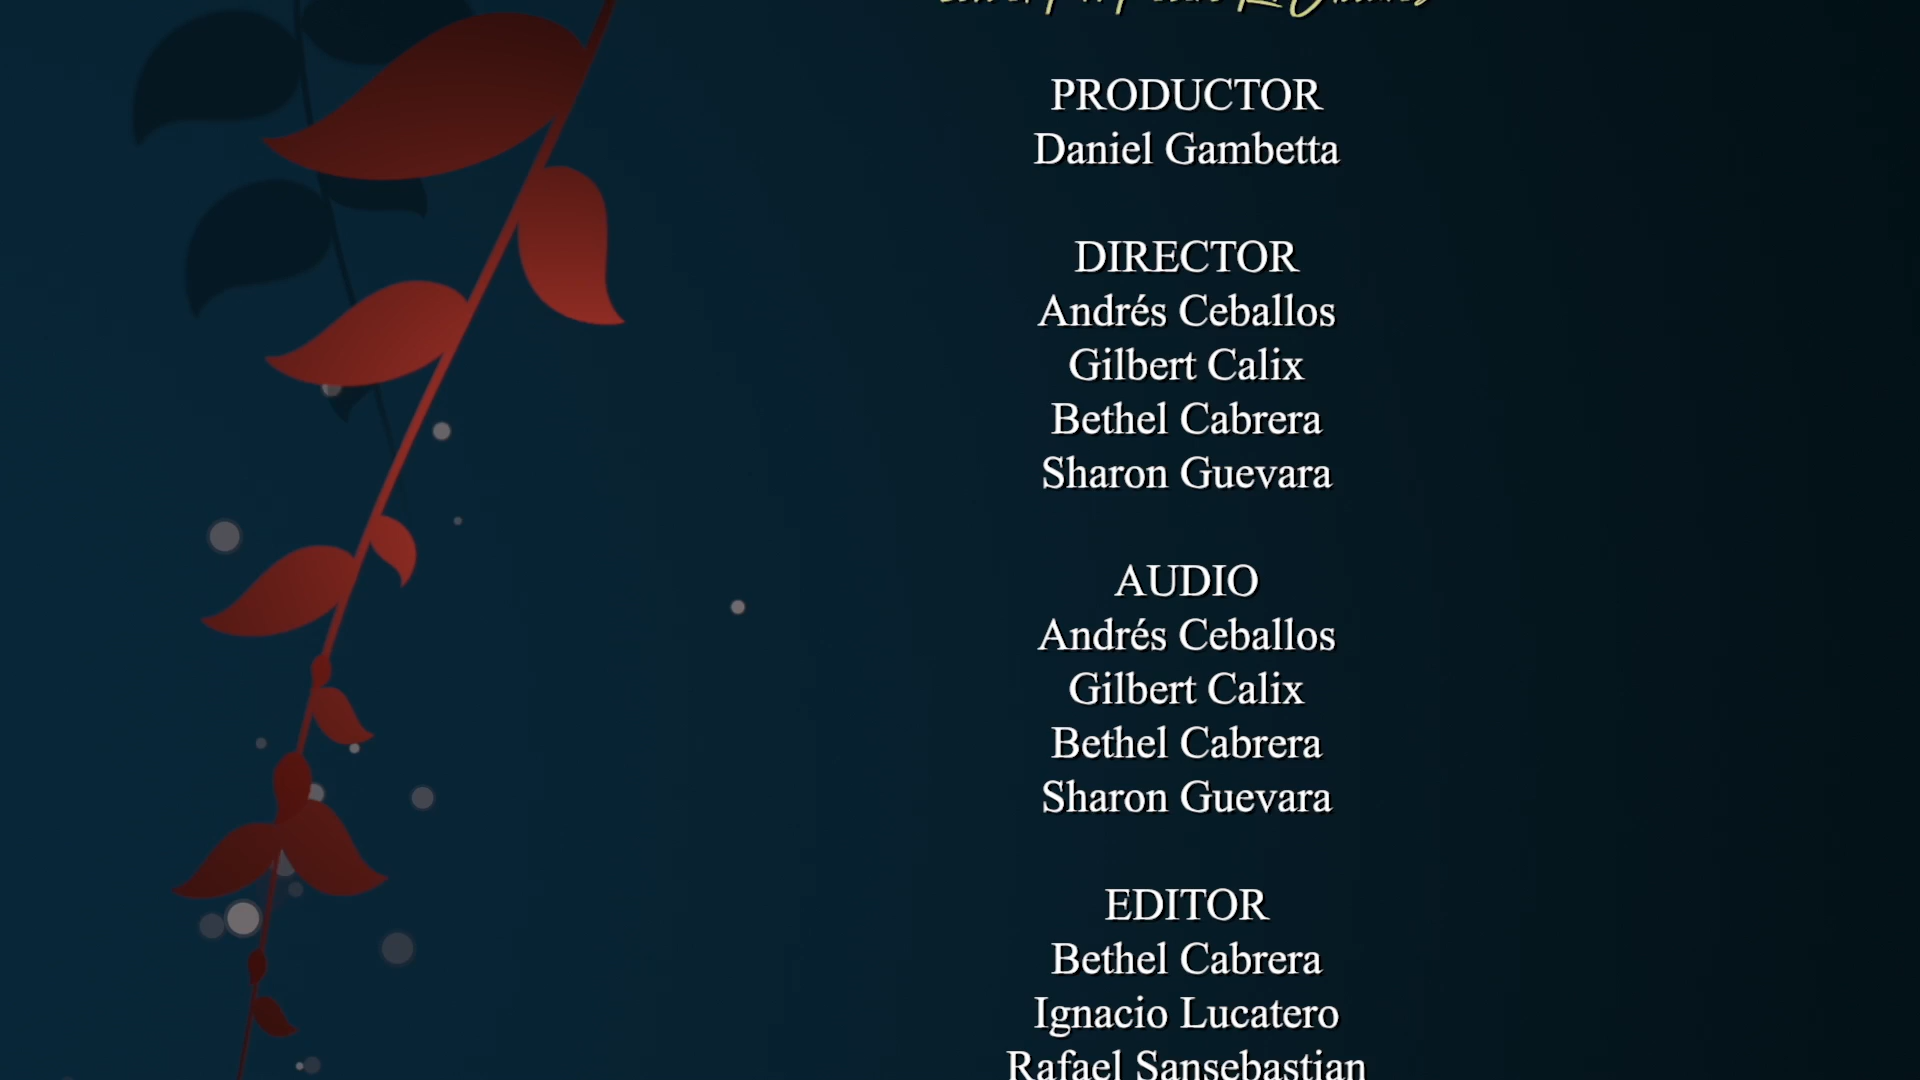 PRODUCTOR
Daniel Gambetta
DIRECTOR
Andrés Ceballos
Gilbert Calix
Bethel Cabrera
Sharon Guevara
AUDIO
Andrés Ceballos
Gilbert Calix
Bethel Cabrera
Sharon Guevara
EDITOR
Bethel Cabrera
Ignacio Lucatero
Rafael Sansebastian